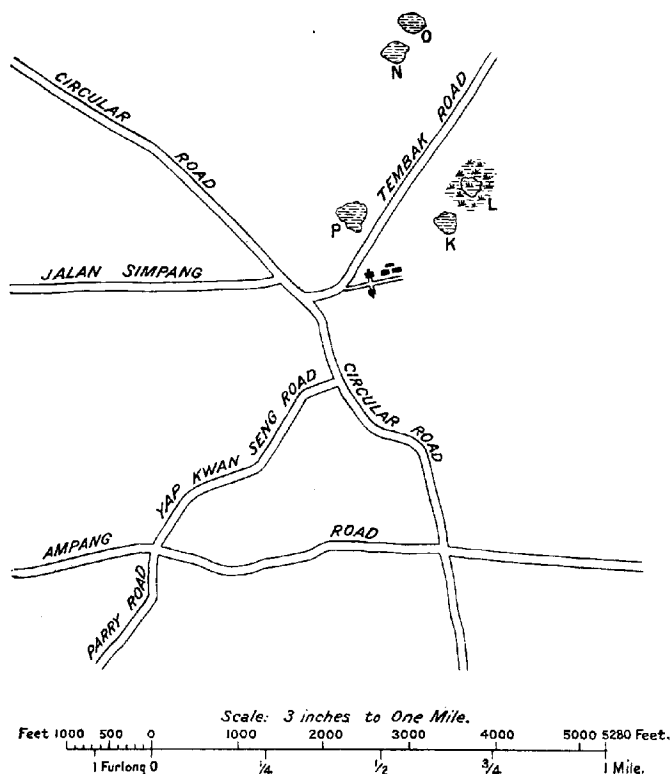 O
N
CIRCULAR ROAD
TEMBAK ROAD
L
P
K
JALAN SIMPANG
YAP KWAN SENG ROAD
CIRCULAR ROAD
AMPANG ROAD
PARRY ROAD
Scale: 3 inches to One Mile.
Feet 1000 500 0 1000 2000 3000 4000 5000 5280 Feet.
1 Furlong 0 1/4 1/2 3/4 1 Mile.